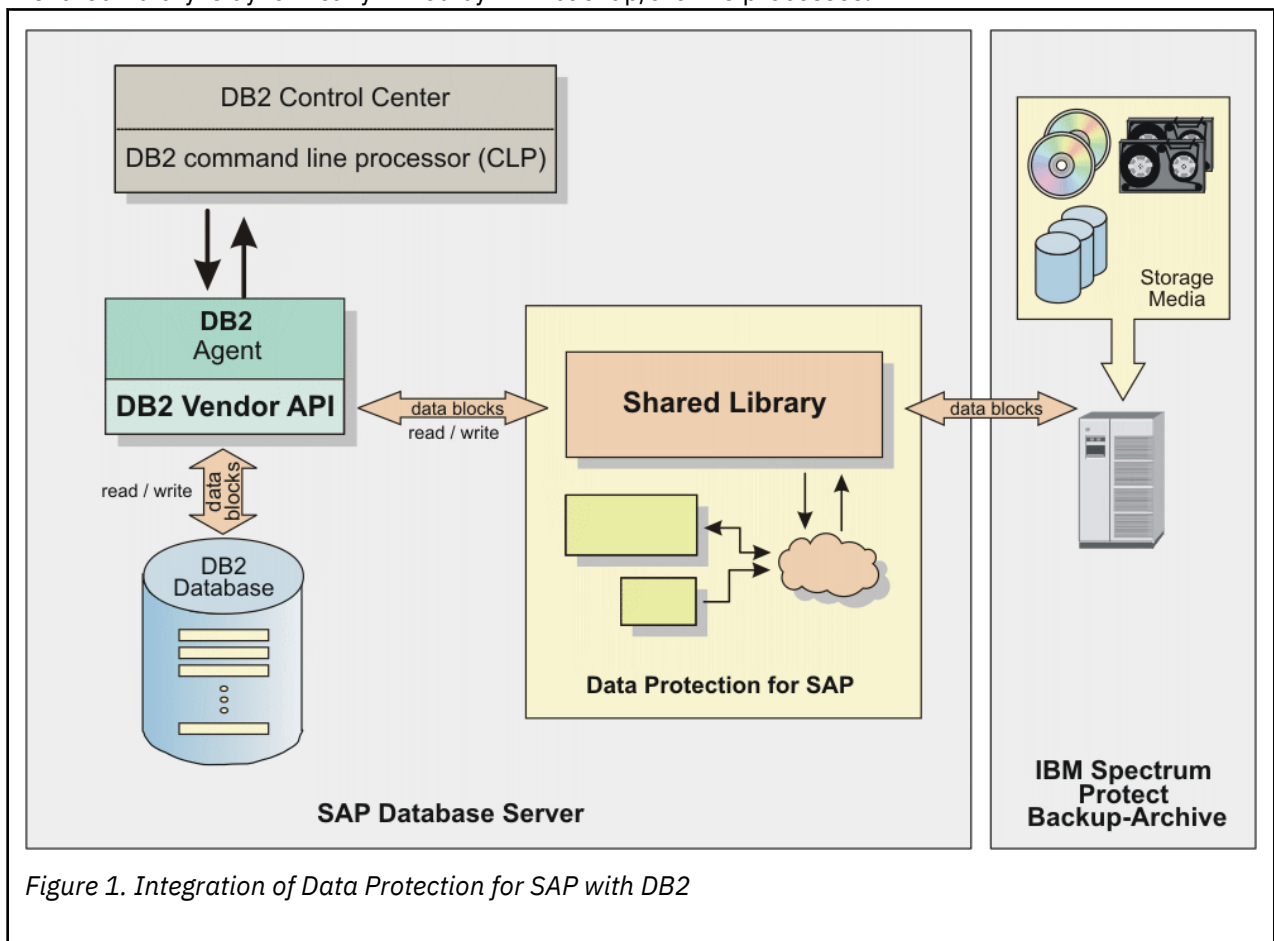 DB2 Control Center
DB2 command line processor (CLP)
DB2
Agent
DB2 Vendor API
data blocks
read / write
Shared Library
data blocks
Storage
Media
read / write
data
blocks
DB2
Database
Data Protection for SAP
SAP Database Server
IBM Spectrum
Protect
Backup-Archive
Figure 1. Integration of Data Protection for SAP with DB2